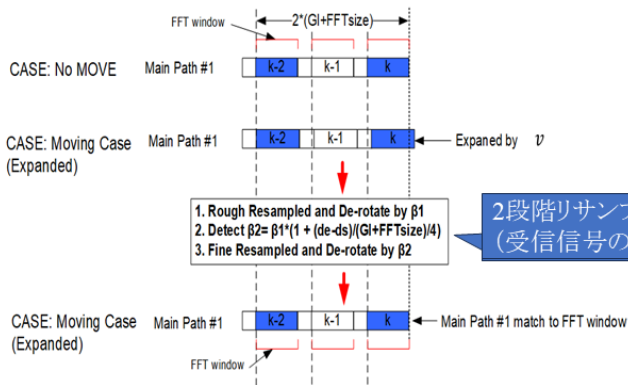 FFT window
2*(GI+FFTsize)
CASE: No MOVE
Main Path #1
k-2
k-1
k
CASE: Moving Case
(Expanded)
Main Path #1
k-2
k-1
k
Expaned by v
1. Rough Resampled and De-rotate by β1
2. Detect β2= β1*(1 + (de-ds)/(GI+FFTsize)/4)
3. Fine Resampled and De-rotate by β2
2段階リサンプ
(受信信号の
CASE: Moving Case
(Expanded)
Main Path #1
k-2
k-1
k
Main Path #1 match to FFT window
FFT window